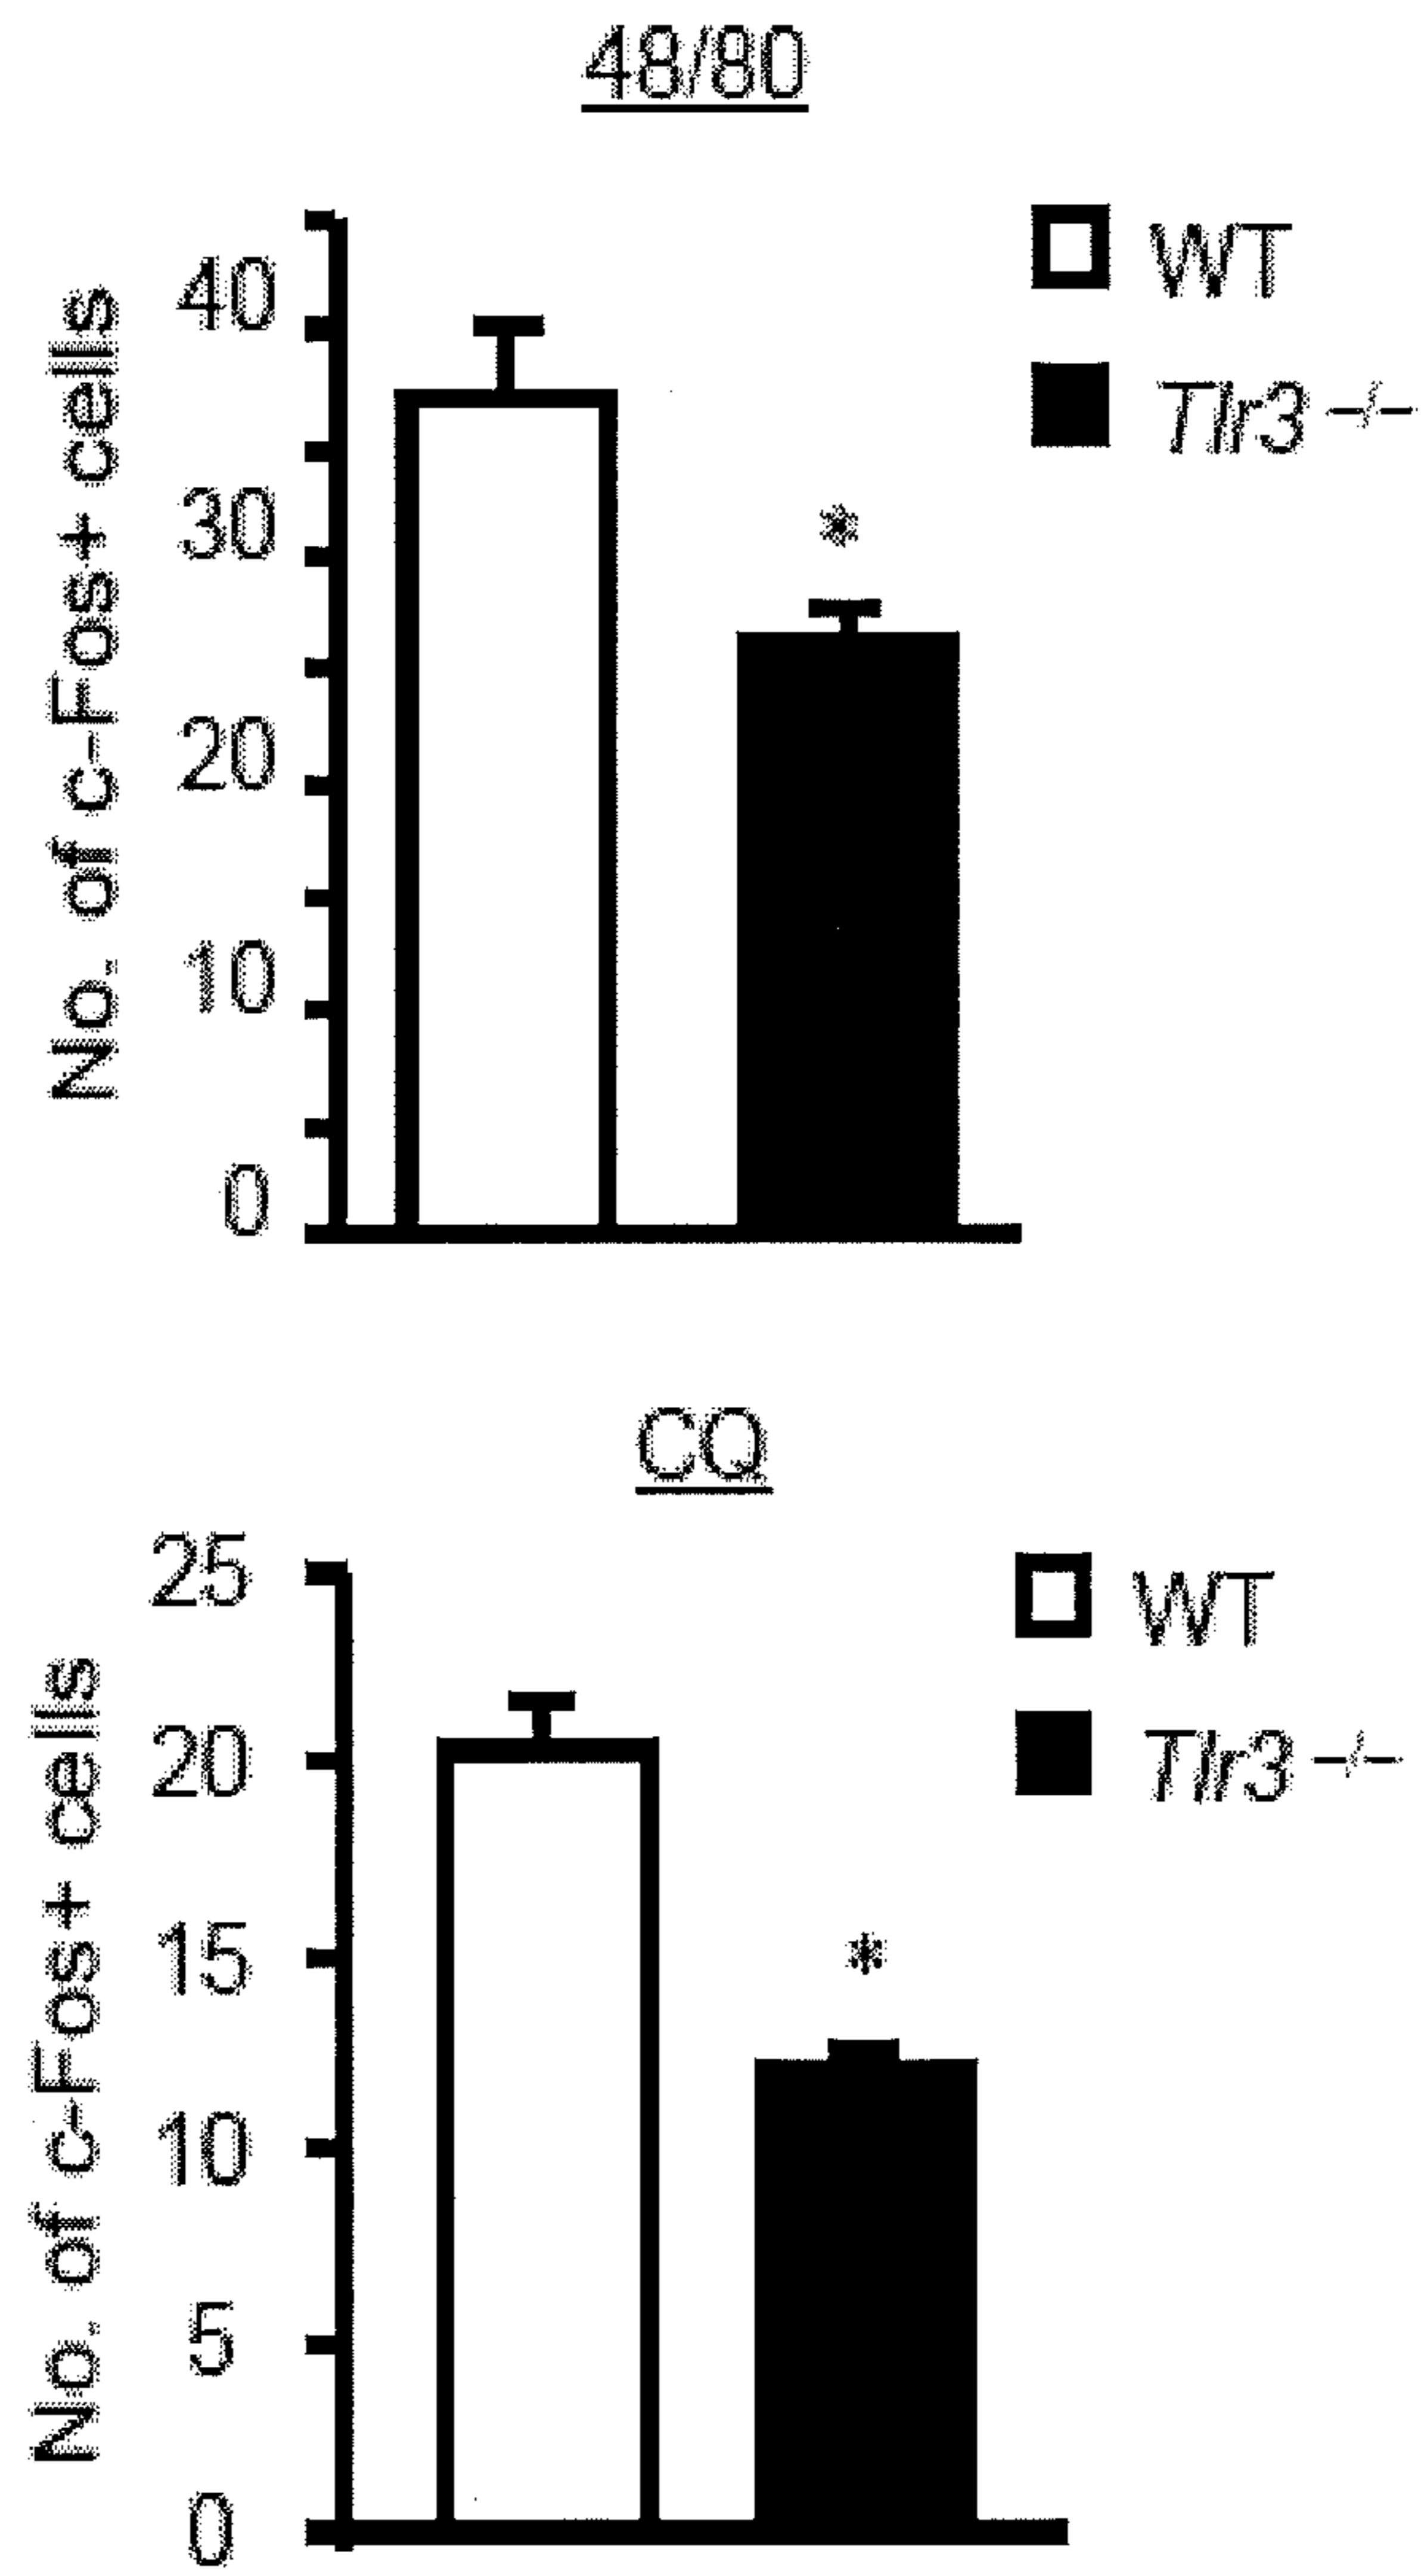 48/80
No. of c-Fos+ cells
40
30
20
10
0
WT
Tlr3 -/-
*
CQ
No. of c-Fos+ cells
25
20
15
10
5
0
WT
Tlr3 -/-
*